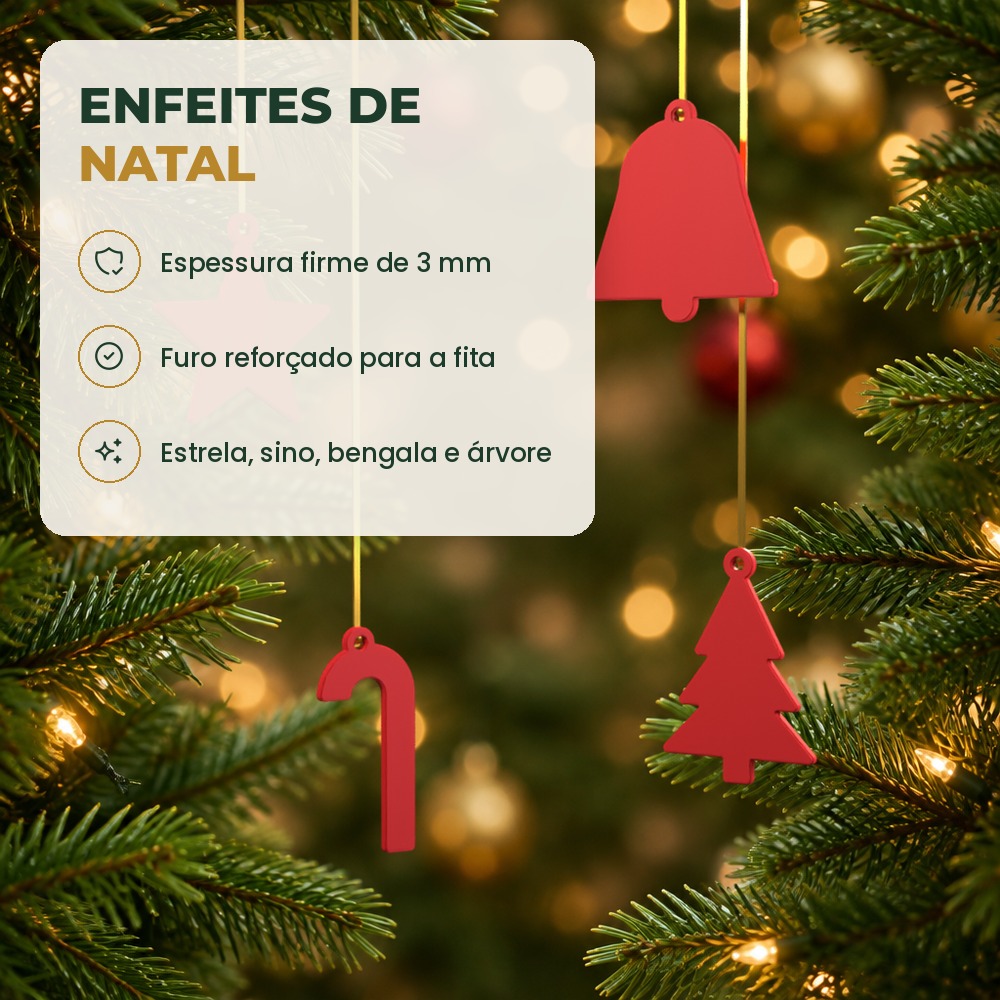 ENFEITES DE
NATAL
Espessura firme de 3 mm
Furo reforçado para a fita
Estrela, sino, bengala e árvore